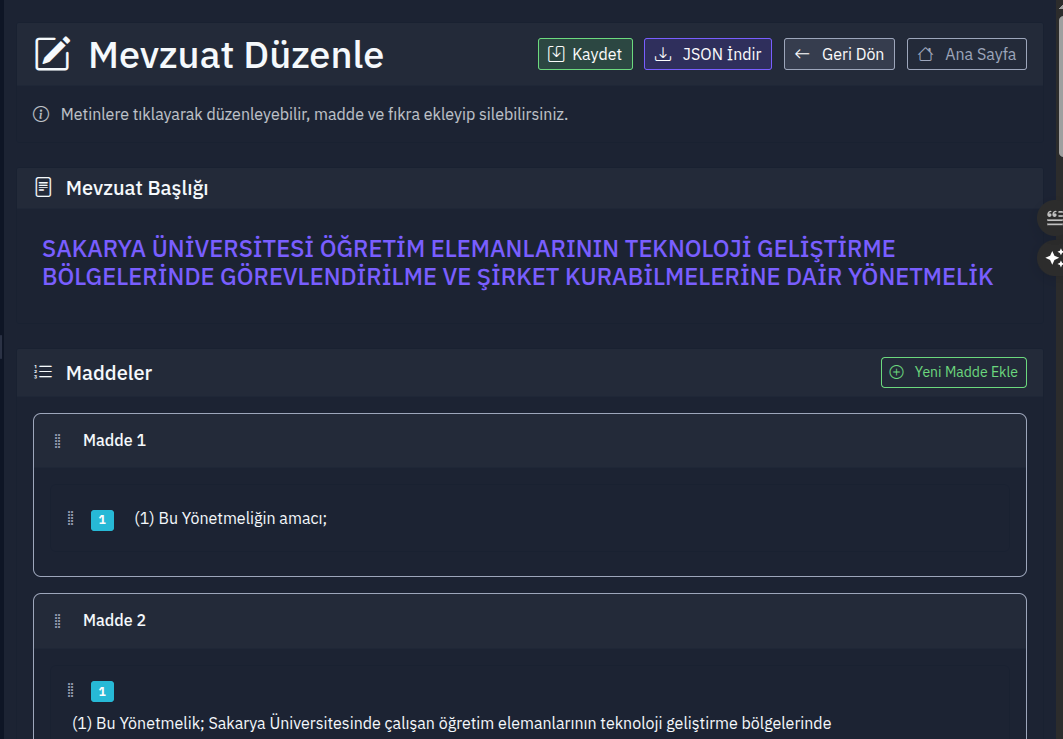 Mevzuat Düzenle
Kaydet
JSON İndir
Geri Dön
Ana Sayfa
Metinlere tıklayarak düzenleyebilir, madde ve fıkra ekleyip silebilirsiniz.
Mevzuat Başlığı
SAKARYA ÜNİVERSİTESİ ÖĞRETİM ELEMANLARININ TEKNOLOJİ GELİŞTİRME
BÖLGELERİNDE GÖREVLENDİRİLME VE ŞİRKET KURABİLMELERİNE DAİR YÖNETMELİK
Maddeler
Yeni Madde Ekle
Madde 1
1 (1) Bu Yönetmeliğin amacı;
Madde 2
1
(1) Bu Yönetmelik; Sakarya Üniversitesinde çalışan öğretim elemanlarının teknoloji geliştirme bölgelerinde